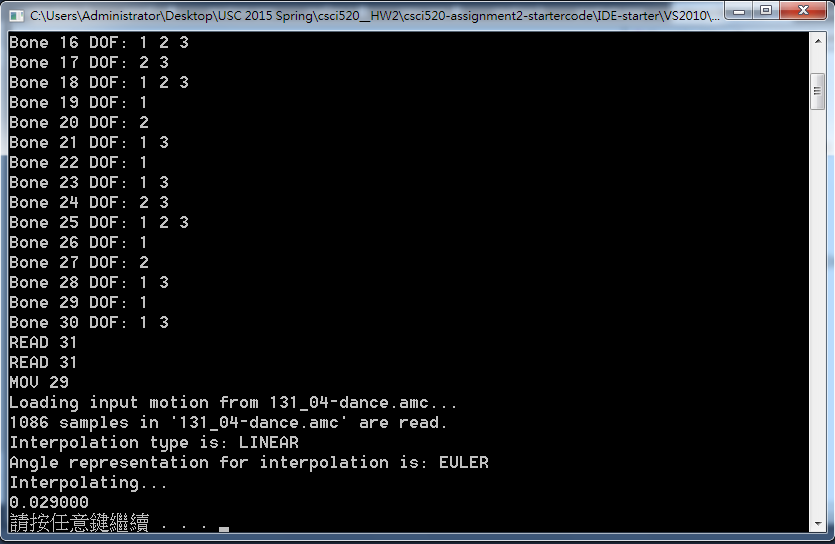 C:\Users\Administrator\Desktop\USC 2015 Spring\csci520__HW2\csci520-assignment2-startercode\IDE-starter\VS2010\...
Bone 16 DOF: 1 2 3
Bone 17 DOF: 2 3
Bone 18 DOF: 1 2 3
Bone 19 DOF: 1
Bone 20 DOF: 2
Bone 21 DOF: 1 3
Bone 22 DOF: 1
Bone 23 DOF: 1 3
Bone 24 DOF: 2 3
Bone 25 DOF: 1 2 3
Bone 26 DOF: 1
Bone 27 DOF: 2
Bone 28 DOF: 1 3
Bone 29 DOF: 1
Bone 30 DOF: 1 3
READ 31
READ 31
MOV 29
Loading input motion from 131_04-dance.amc...
1086 samples in '131_04-dance.amc' are read.
Interpolation type is: LINEAR
Angle representation for interpolation is: EULER
Interpolating...
0.029000
請按任意鍵繼續 . . .